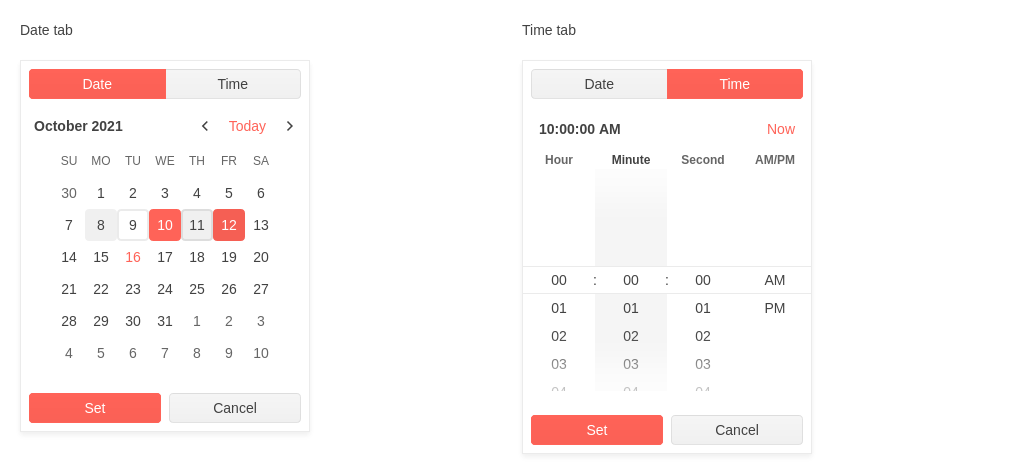 Date tab
Date Time
October 2021 Today
SU MO TU WE TH FR SA
30 1 2 3 4 5 6
7 8 9 10 11 12 13
14 15 16 17 18 19 20
21 22 23 24 25 26 27
28 29 30 31 1 2 3
4 5 6 7 8 9 10
Set Cancel
Time tab
Date Time
10:00:00 AM Now
Hour Minute Second AM/PM
00 : 00 : 00 AM
01 01 01 PM
02 02 02
03 03 03
04 04 04
Set Cancel